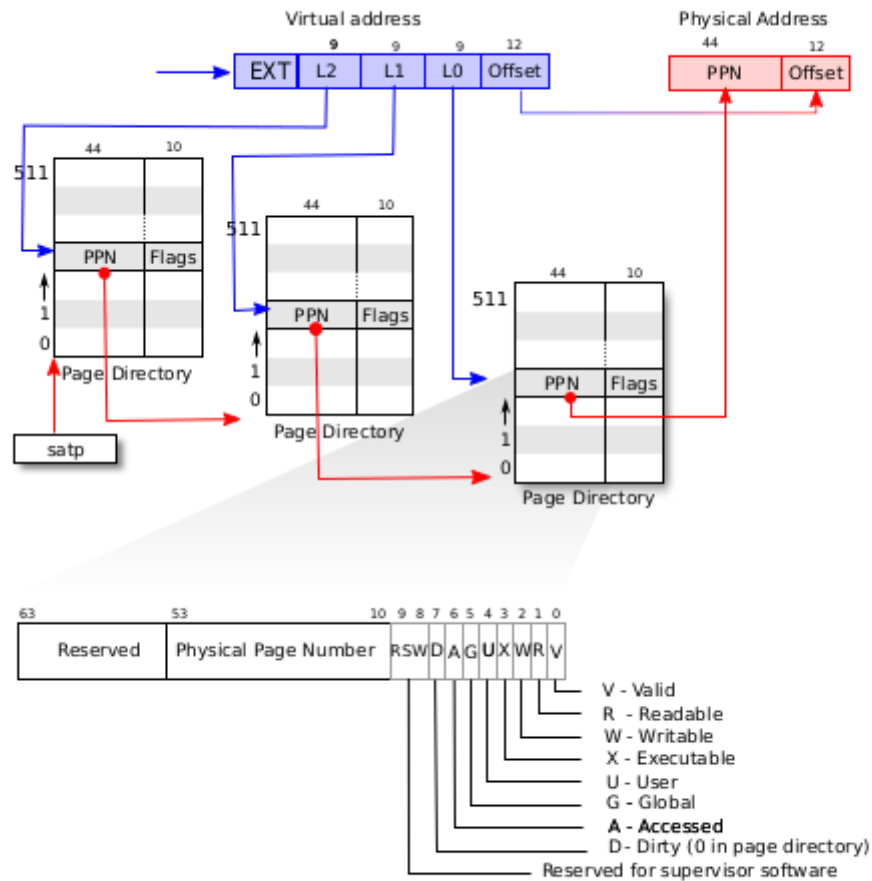 Virtual address
Physical Address
9 9 9 12
EXT L2 L1 L0 Offset
44 12
PPN Offset
44 10
511
PPN Flags
1
0
Page Directory
satp
44 10
511
PPN Flags
1
0
Page Directory
44 10
511
PPN Flags
1
0
Page Directory
63 53 10 9 8 7 6 5 4 3 2 1 0
Reserved Physical Page Number RSW D A G U X W R V
V - Valid
R - Readable
W - Writable
X - Executable
U - User
G - Global
A - Accessed
D- Dirty (0 in page directory)
Reserved for supervisor software